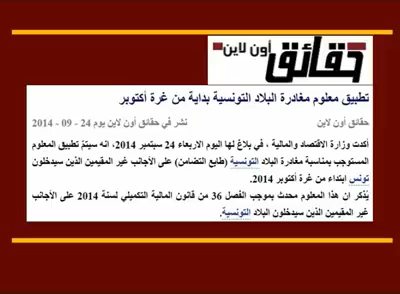 حقائق أون لاين
تطبيق معلوم مغادرة البلاد التونسية بداية من غرة أكتوبر
حقائق أون لاين نشر في حقائق أون لاين يوم 24 - 09 - 2014
أكدت وزارة الاقتصاد والمالية ، في بلاغ لها اليوم الاربعاء 24 سبتمبر 2014، انه سيتمّ تطبيق المعلوم
المستوجب بمناسبة مغادرة البلاد التونسية (طابع التضامن) على الأجانب غير المقيمين الذين سيدخلون
تونس ابتداء من غرة أكتوبر 2014.
يُذكر ان هذا المعلوم محدث بموجب الفصل 36 من قانون المالية التكميلي لسنة 2014 على الأجانب
غير المقيمين الذين سيدخلون البلاد التونسية.